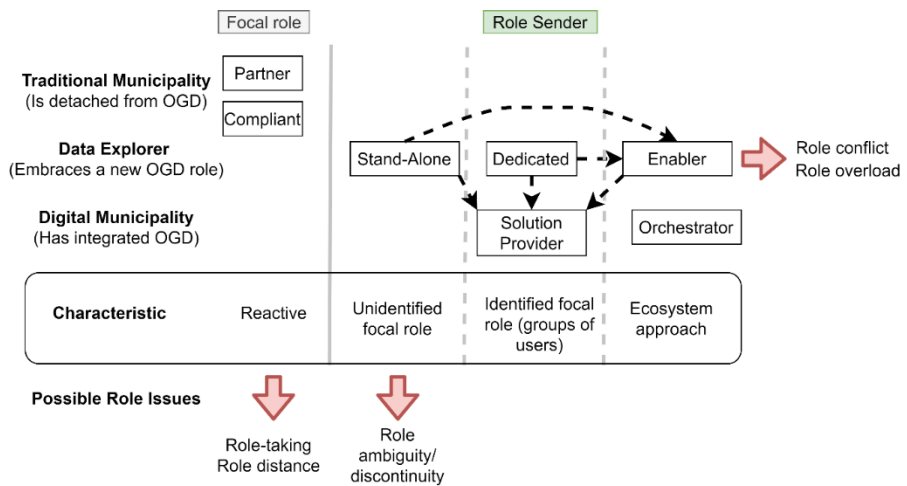 Focal role
Role Sender
Traditional Municipality
(Is detached from OGD)
Partner
Compliant
Data Explorer
(Embraces a new OGD role)
Stand-Alone
Dedicated
Enabler
Role conflict
Role overload
Digital Municipality
(Has integrated OGD)
Solution
Provider
Orchestrator
Characteristic
Reactive
Unidentified
focal role
Identified focal
role (groups of
users)
Ecosystem
approach
Possible Role Issues
Role-taking
Role distance
Role
ambiguity/
discontinuity